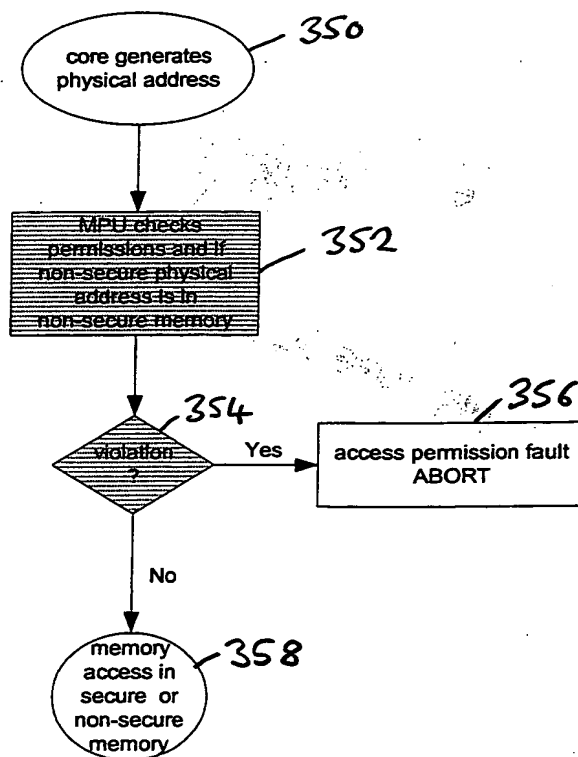 core generates
physical address
350
MPU checks
permissions and if
non-secure physical
address is in
non-secure memory
352
violation
?
354
Yes
access permission fault
ABORT
356
No
memory
access in
secure or
non-secure
memory
358